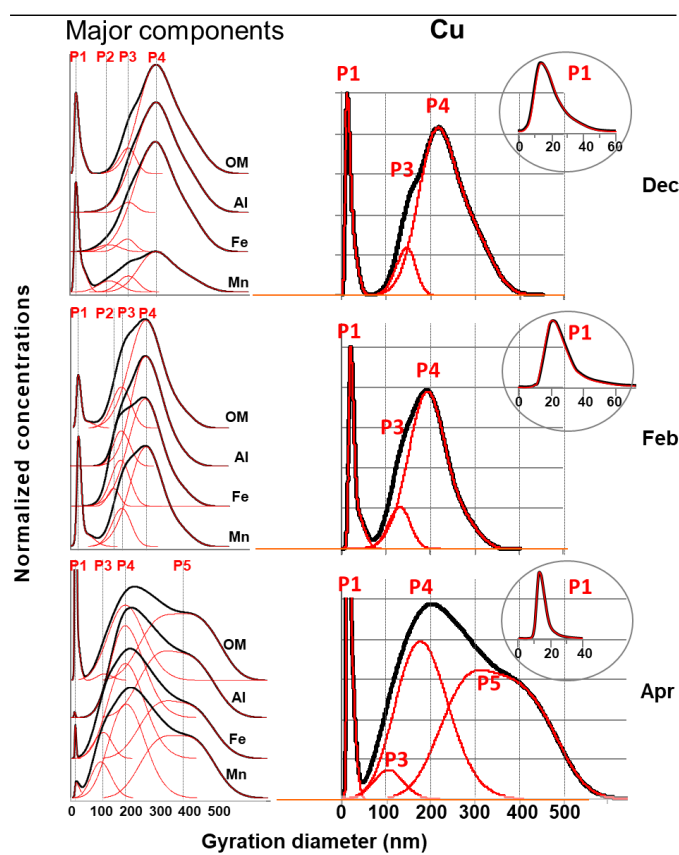 Major components
Cu
P1 P2 P3 P4
OM
Al
Fe
Mn
P1
P3
P4
P1
0 20 40 60
Dec
P1 P2 P3 P4
OM
Al
Fe
Mn
P1
P3
P4
P1
0 20 40 60
Feb
P1 P3 P4 P5
OM
Al
Fe
Mn
0 100 200 300 400 500
P1
P3
P4
P5
P1
0 20 40
0 100 200 300 400 500
Apr
Normalized concentrations
Gyration diameter (nm)